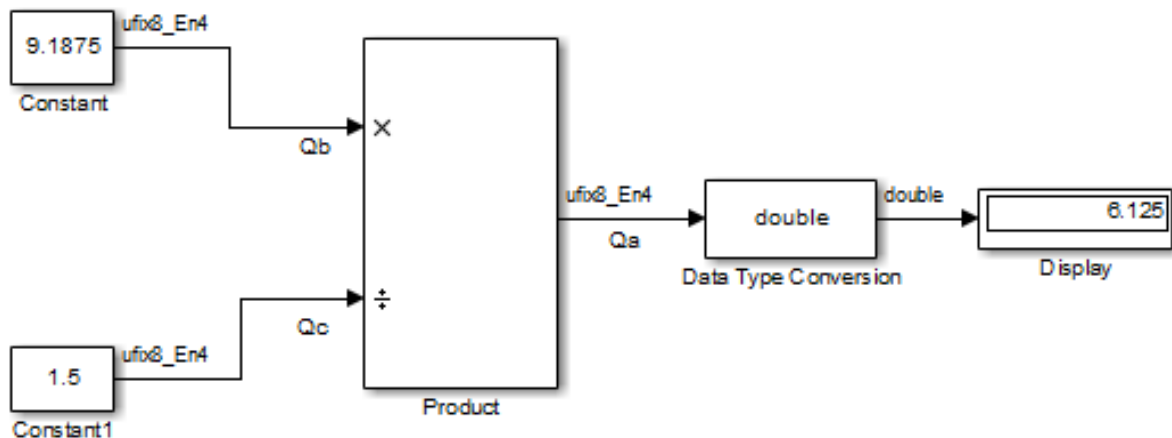 ufix8_En4
9.1875
Constant
×
Qb
ufix8_En4
double
double
6.125
Qa
Data Type Conversion
Display
÷
Qc
ufix8_En4
1.5
Product
Constant1